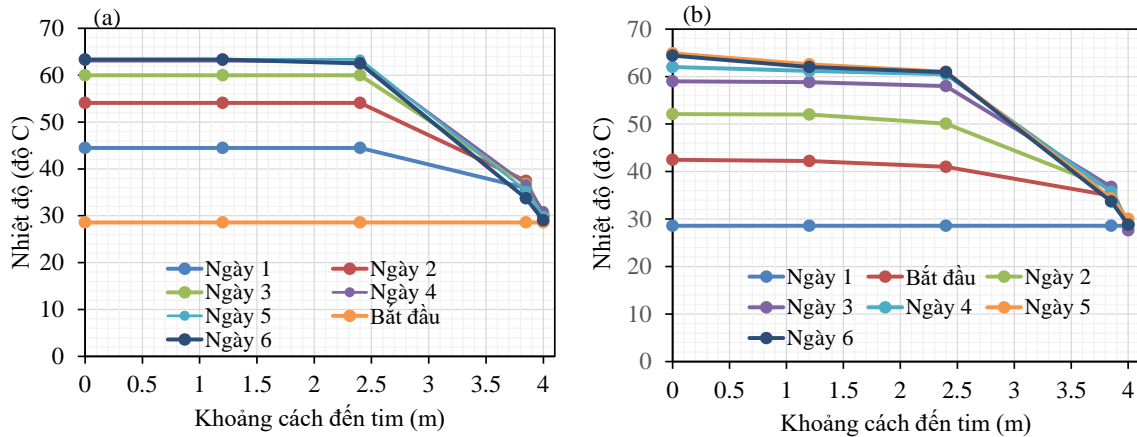 (a)
70
60
50
40
30
20
10
0
Nhiệt độ (độ C)
Ngày 1 Ngày 2
Ngày 3 Ngày 4
Ngày 5 Bắt đầu
Ngày 6
0 0.5 1 1.5 2 2.5 3 3.5 4
Khoảng cách đến tim (m)
(b)
70
60
50
40
30
20
10
0
Nhiệt độ (độ C)
Ngày 1 Bắt đầu Ngày 2
Ngày 3 Ngày 4 Ngày 5
Ngày 6
0 0.5 1 1.5 2 2.5 3 3.5 4
Khoảng cách đến tim (m)